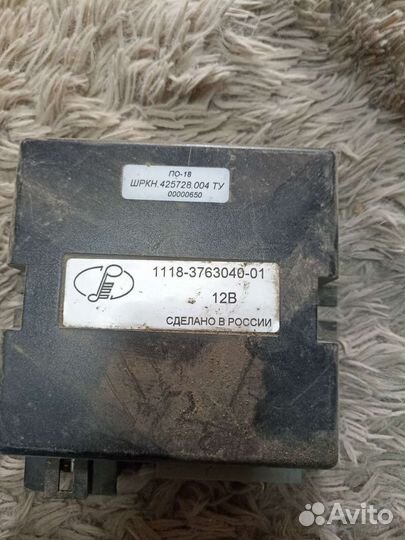 ПО-18
ШРКН.425728.004 ТУ
00000650
1118-3763040-01
12В
СДЕЛАНО В РОССИИ
Avito